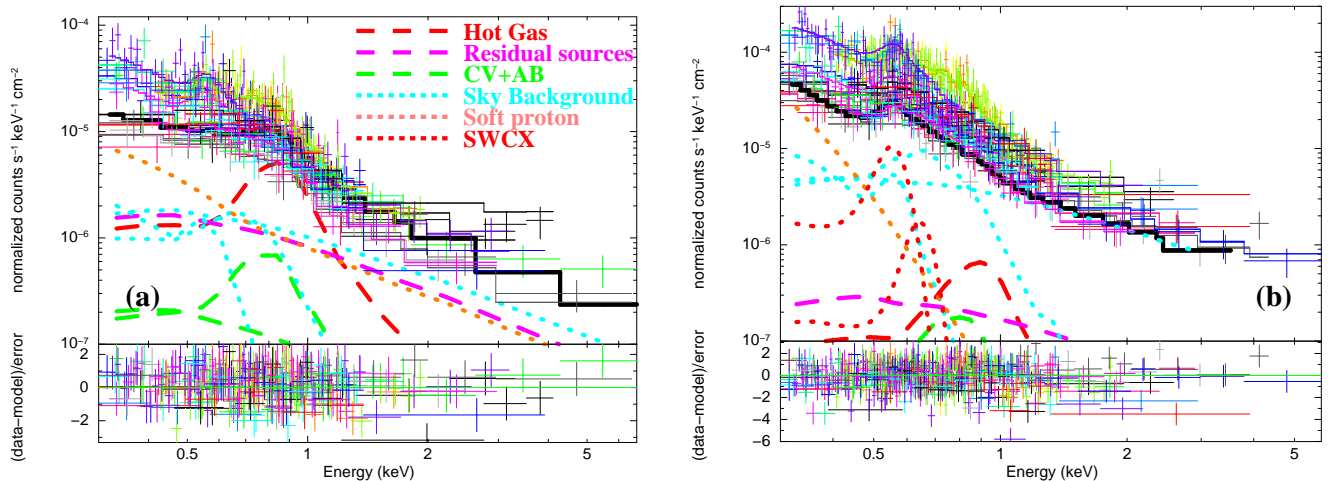 10⁻⁴
10⁻⁵
10⁻⁶
10⁻⁷
normalized counts s⁻¹ keV⁻¹ cm⁻²
Hot Gas
Residual sources
CV+AB
Sky Background
Soft proton
SWCX
(a)
2
0
−2
(data−model)/error
0.5 1 2 5
Energy (keV)
10⁻⁴
10⁻⁵
10⁻⁶
10⁻⁷
normalized counts s⁻¹ keV⁻¹ cm⁻²
(b)
2
0
−2
−4
−6
(data−model)/error
0.5 1 2 5
Energy (keV)